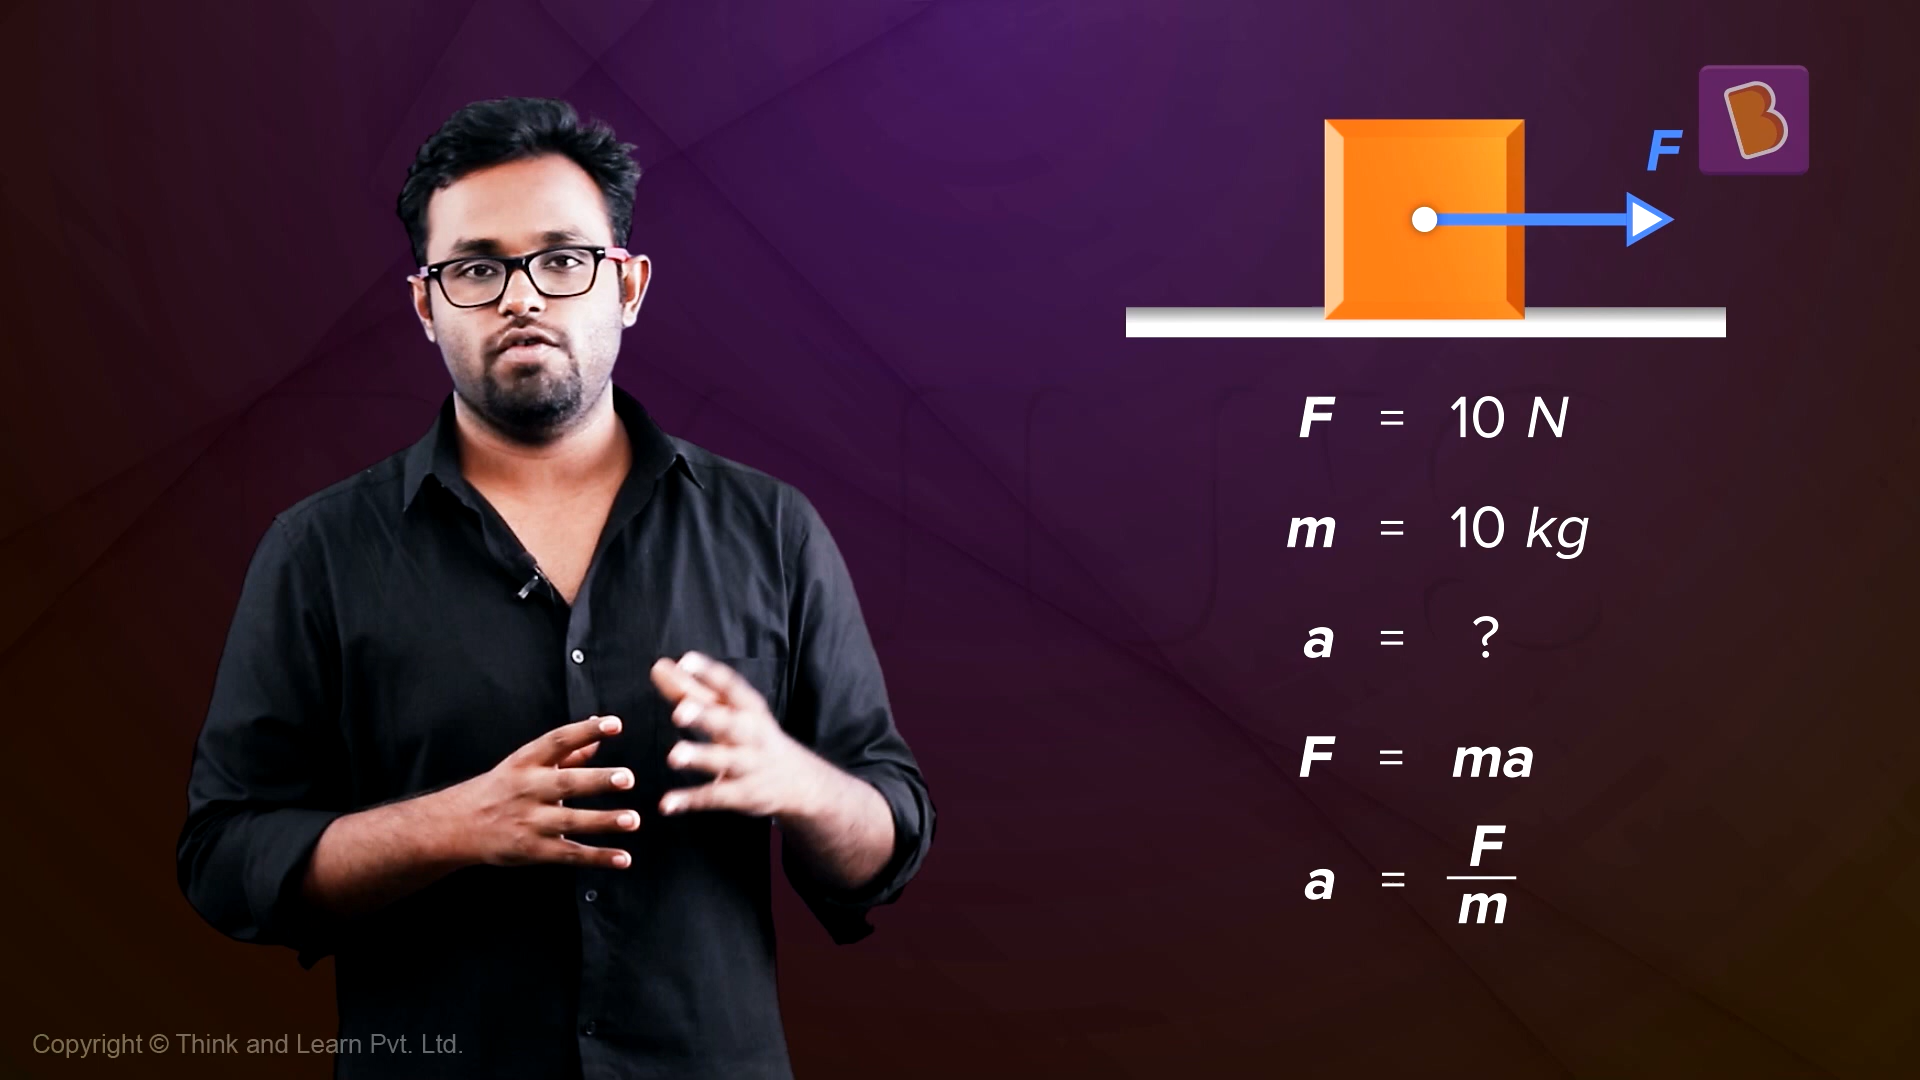 B
F
F = 10 N
m = 10 kg
a = ?
F = ma
a = F/m
Copyright © Think and Learn Pvt. Ltd.